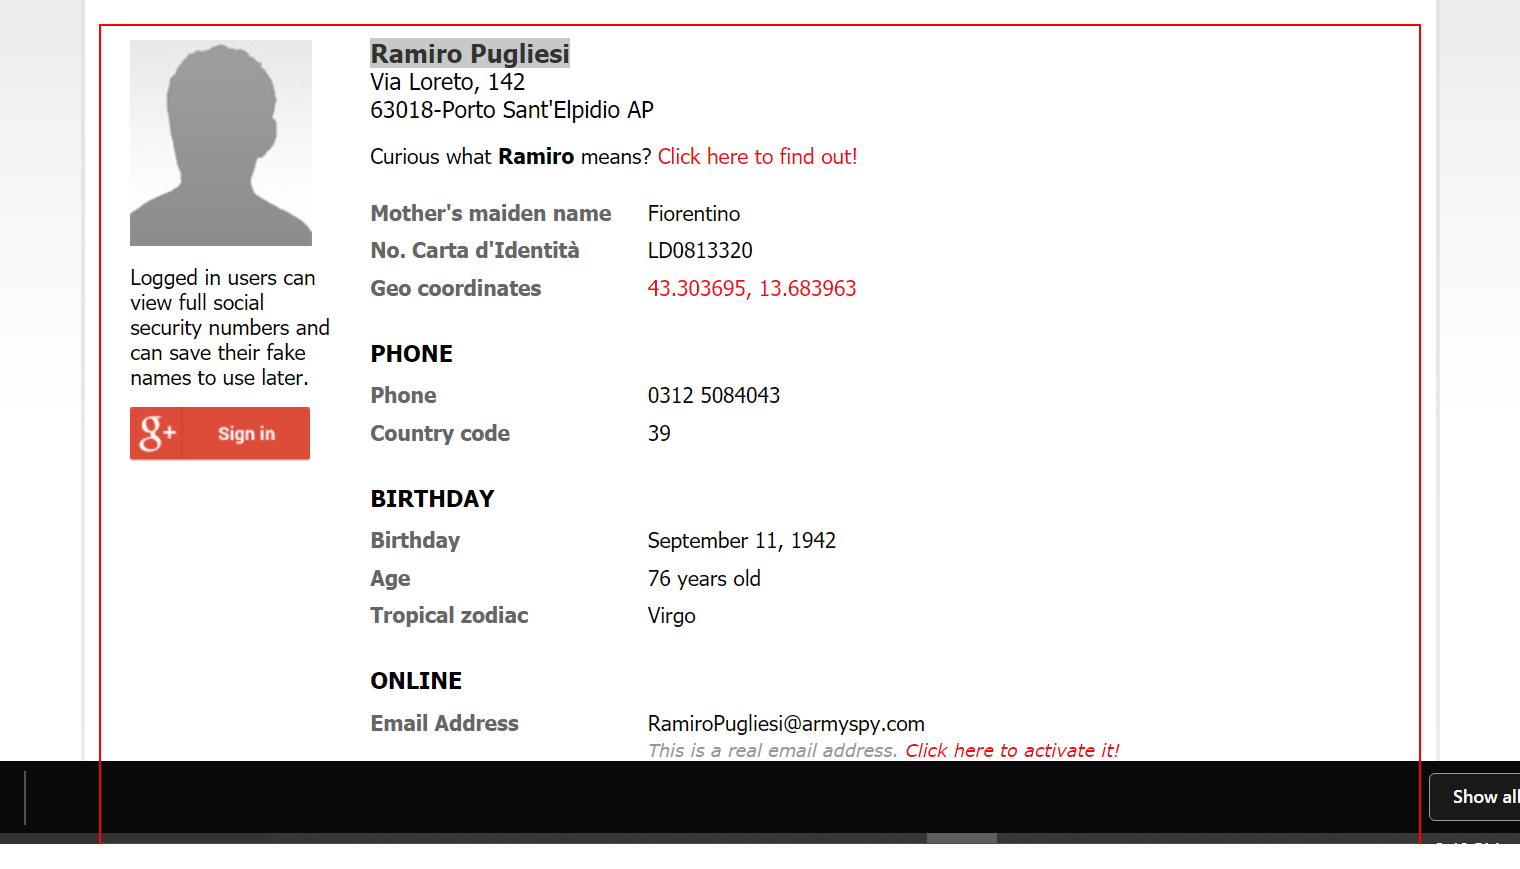 Ramiro Pugliesi
Via Loreto, 142
63018-Porto Sant'Elpidio AP
Curious what Ramiro means? Click here to find out!
Mother's maiden name Fiorentino
No. Carta d'Identità LD0813320
Geo coordinates 43.303695, 13.683963
Logged in users can
view full social
security numbers and
can save their fake
names to use later.
g+ Sign in
PHONE
Phone 0312 5084043
Country code 39
BIRTHDAY
Birthday September 11, 1942
Age 76 years old
Tropical zodiac Virgo
ONLINE
Email Address RamiroPugliesi@armyspy.com
This is a real email address. Click here to activate it!
Show all